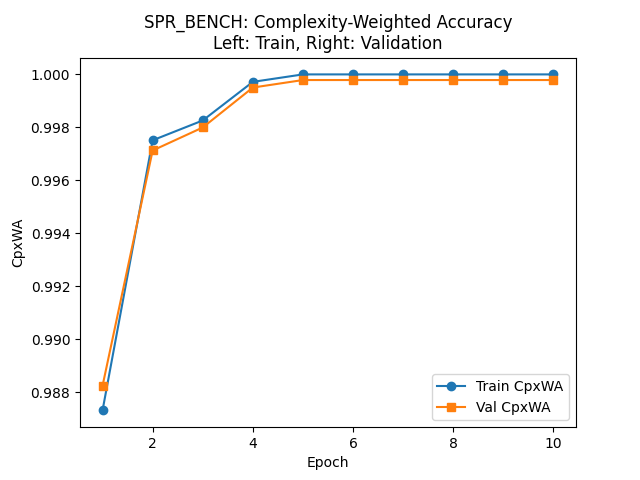 SPR_BENCH: Complexity-Weighted Accuracy
Left: Train, Right: Validation
1.000
0.998
0.996
0.994
0.992
0.990
0.988
CpxWA
2 4 6 8 10
Epoch
Train CpxWA
Val CpxWA